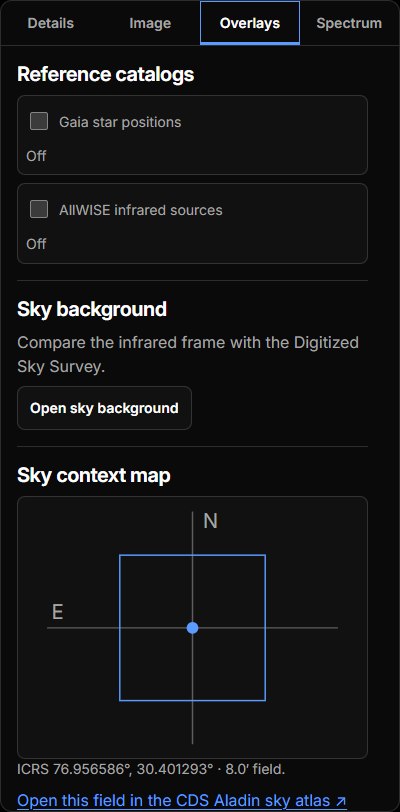 Details Image Overlays Spectrum
Reference catalogs
Gaia star positions
Off
AllWISE infrared sources
Off
Sky background
Compare the infrared frame with the Digitized
Sky Survey.
Open sky background
Sky context map
N
E
ICRS 76.956586°, 30.401293° · 8.0′ field.
Open this field in the CDS Aladin sky atlas ↗